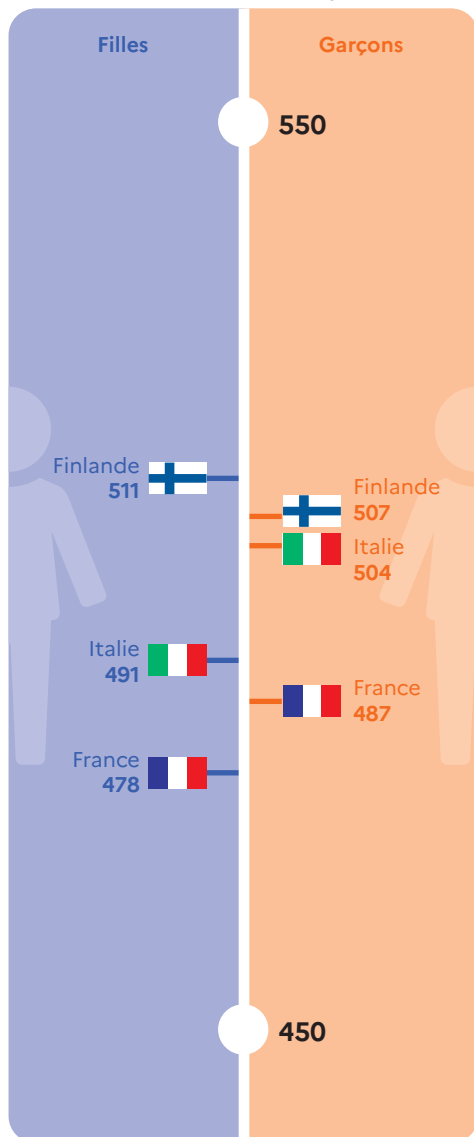 Filles
Garçons
550
Finlande
511
Finlande
507
Italie
504
Italie
491
France
487
France
478
450